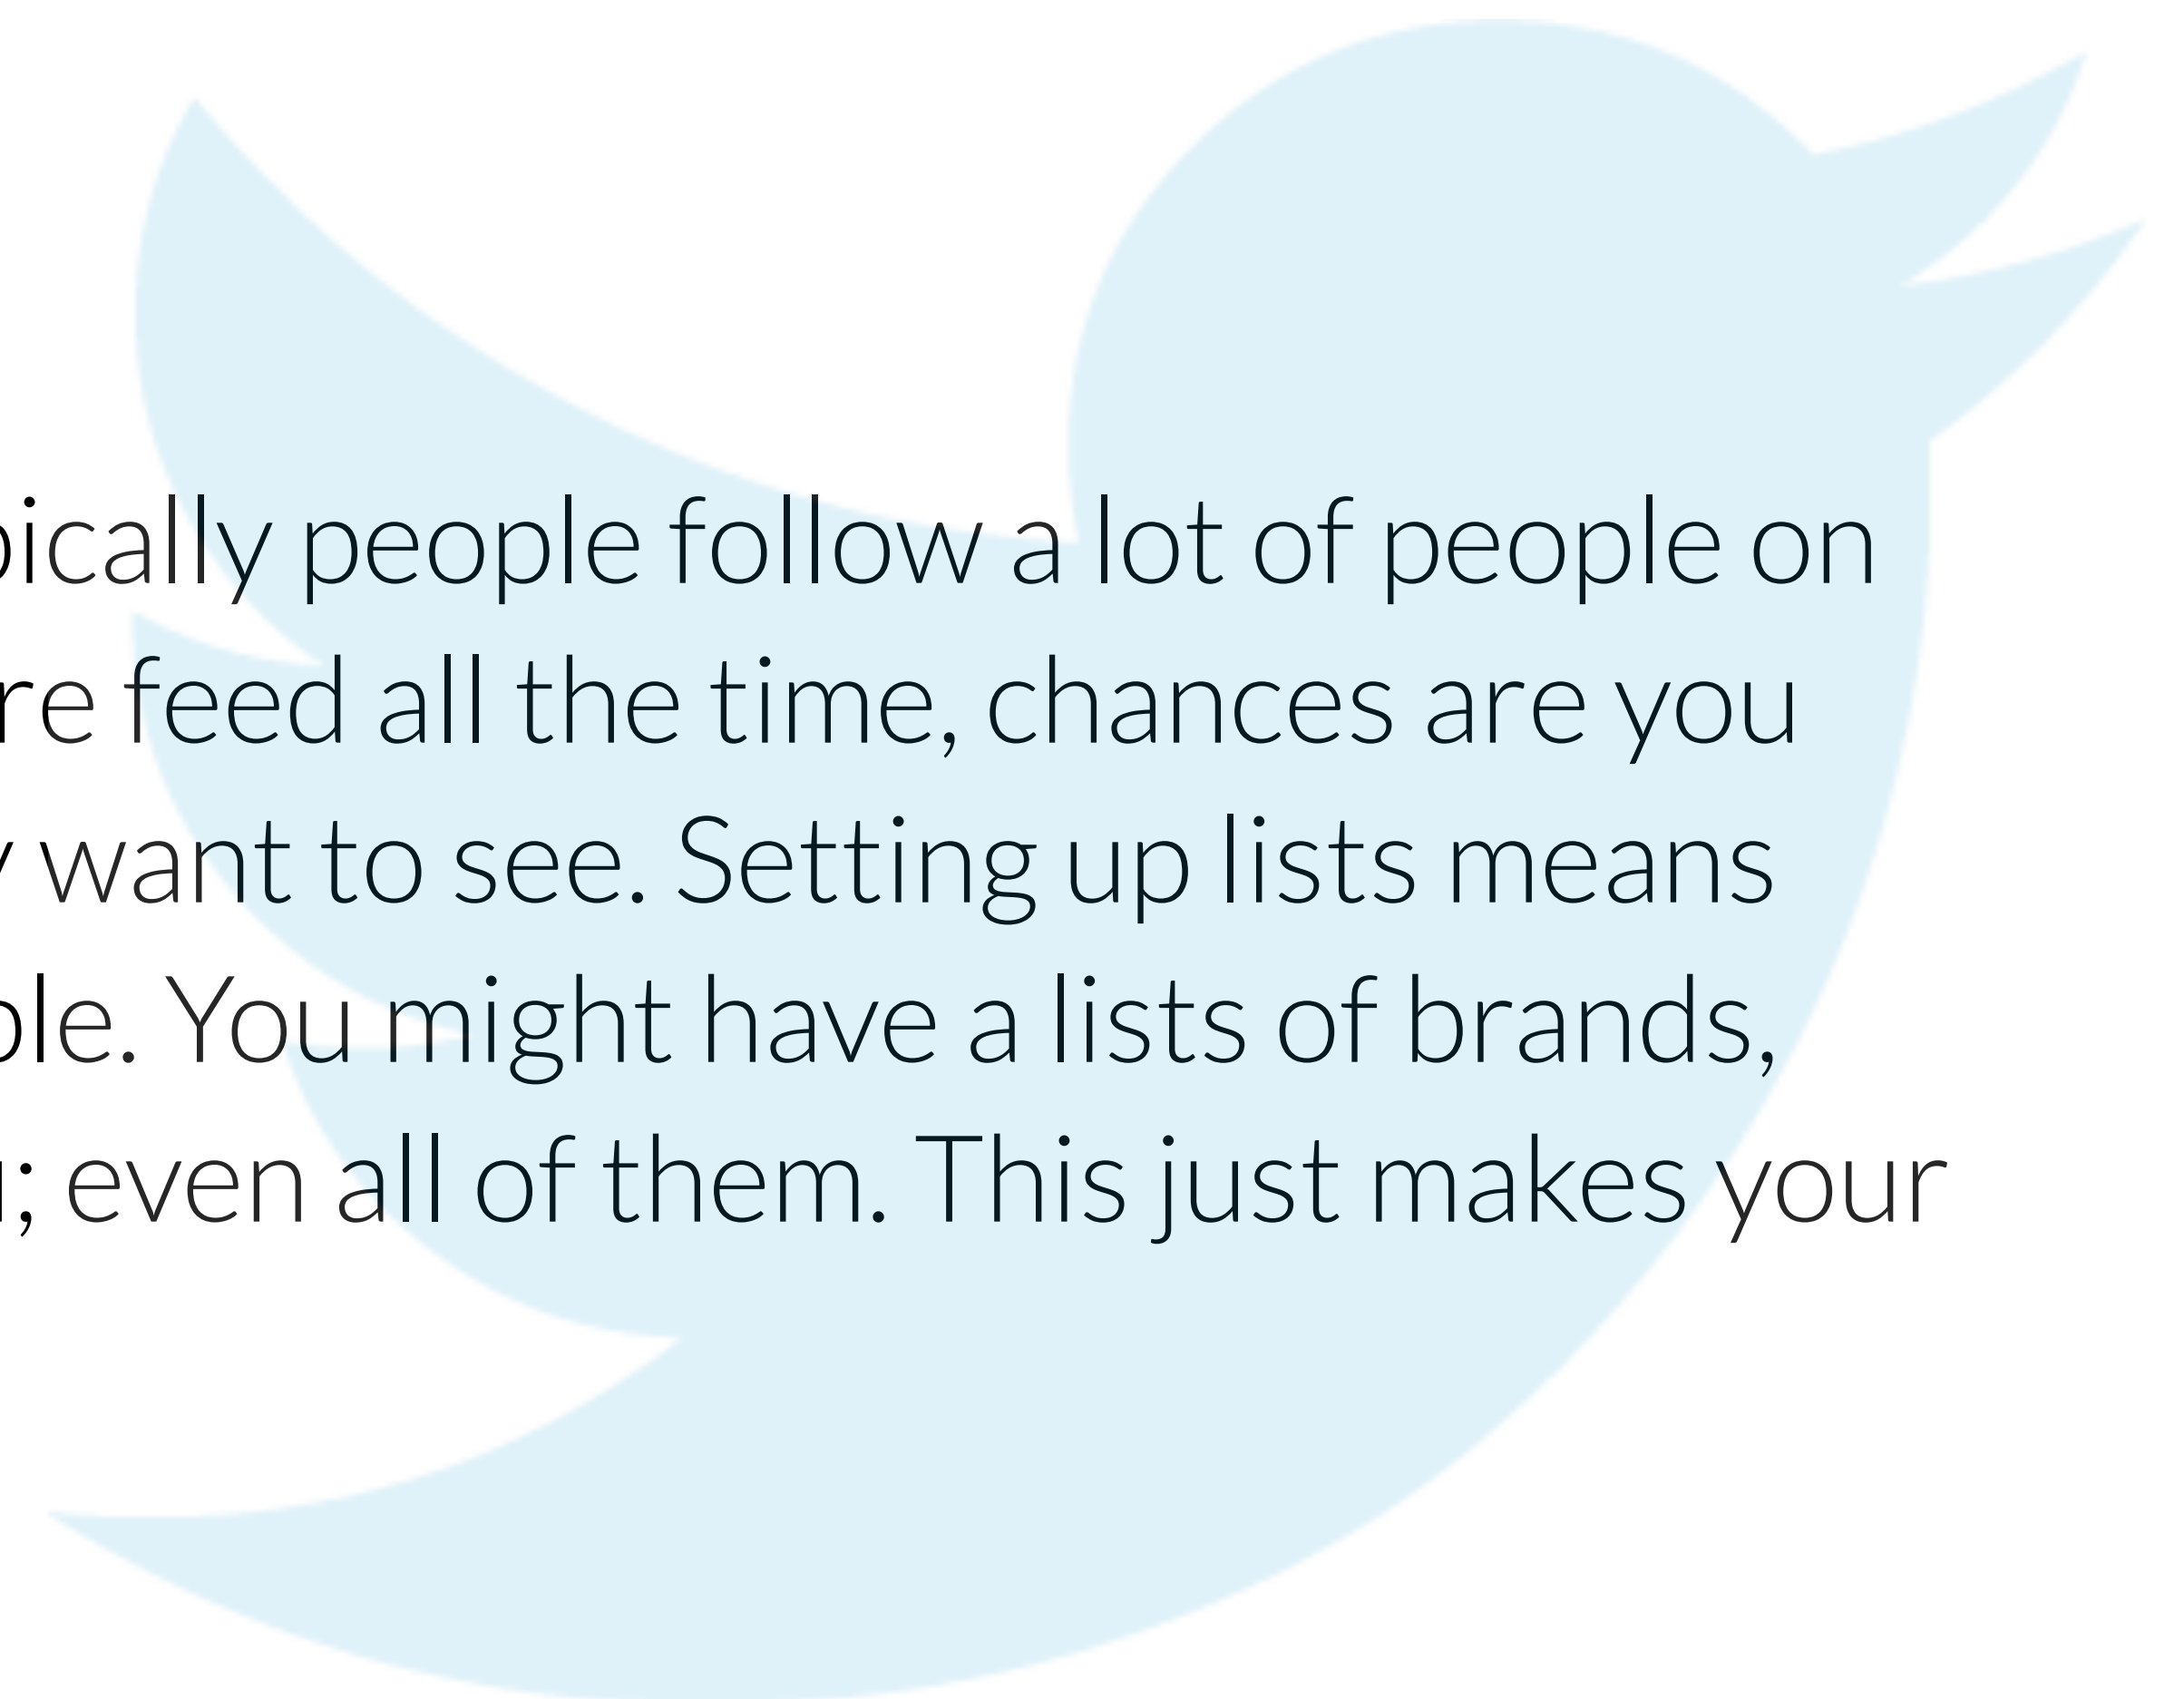 pically people follow a lot of people on
re feed all the time, chances are you
want to see. Setting up lists means
ple. You might have a lists of brands,
; even all of them. This just makes your